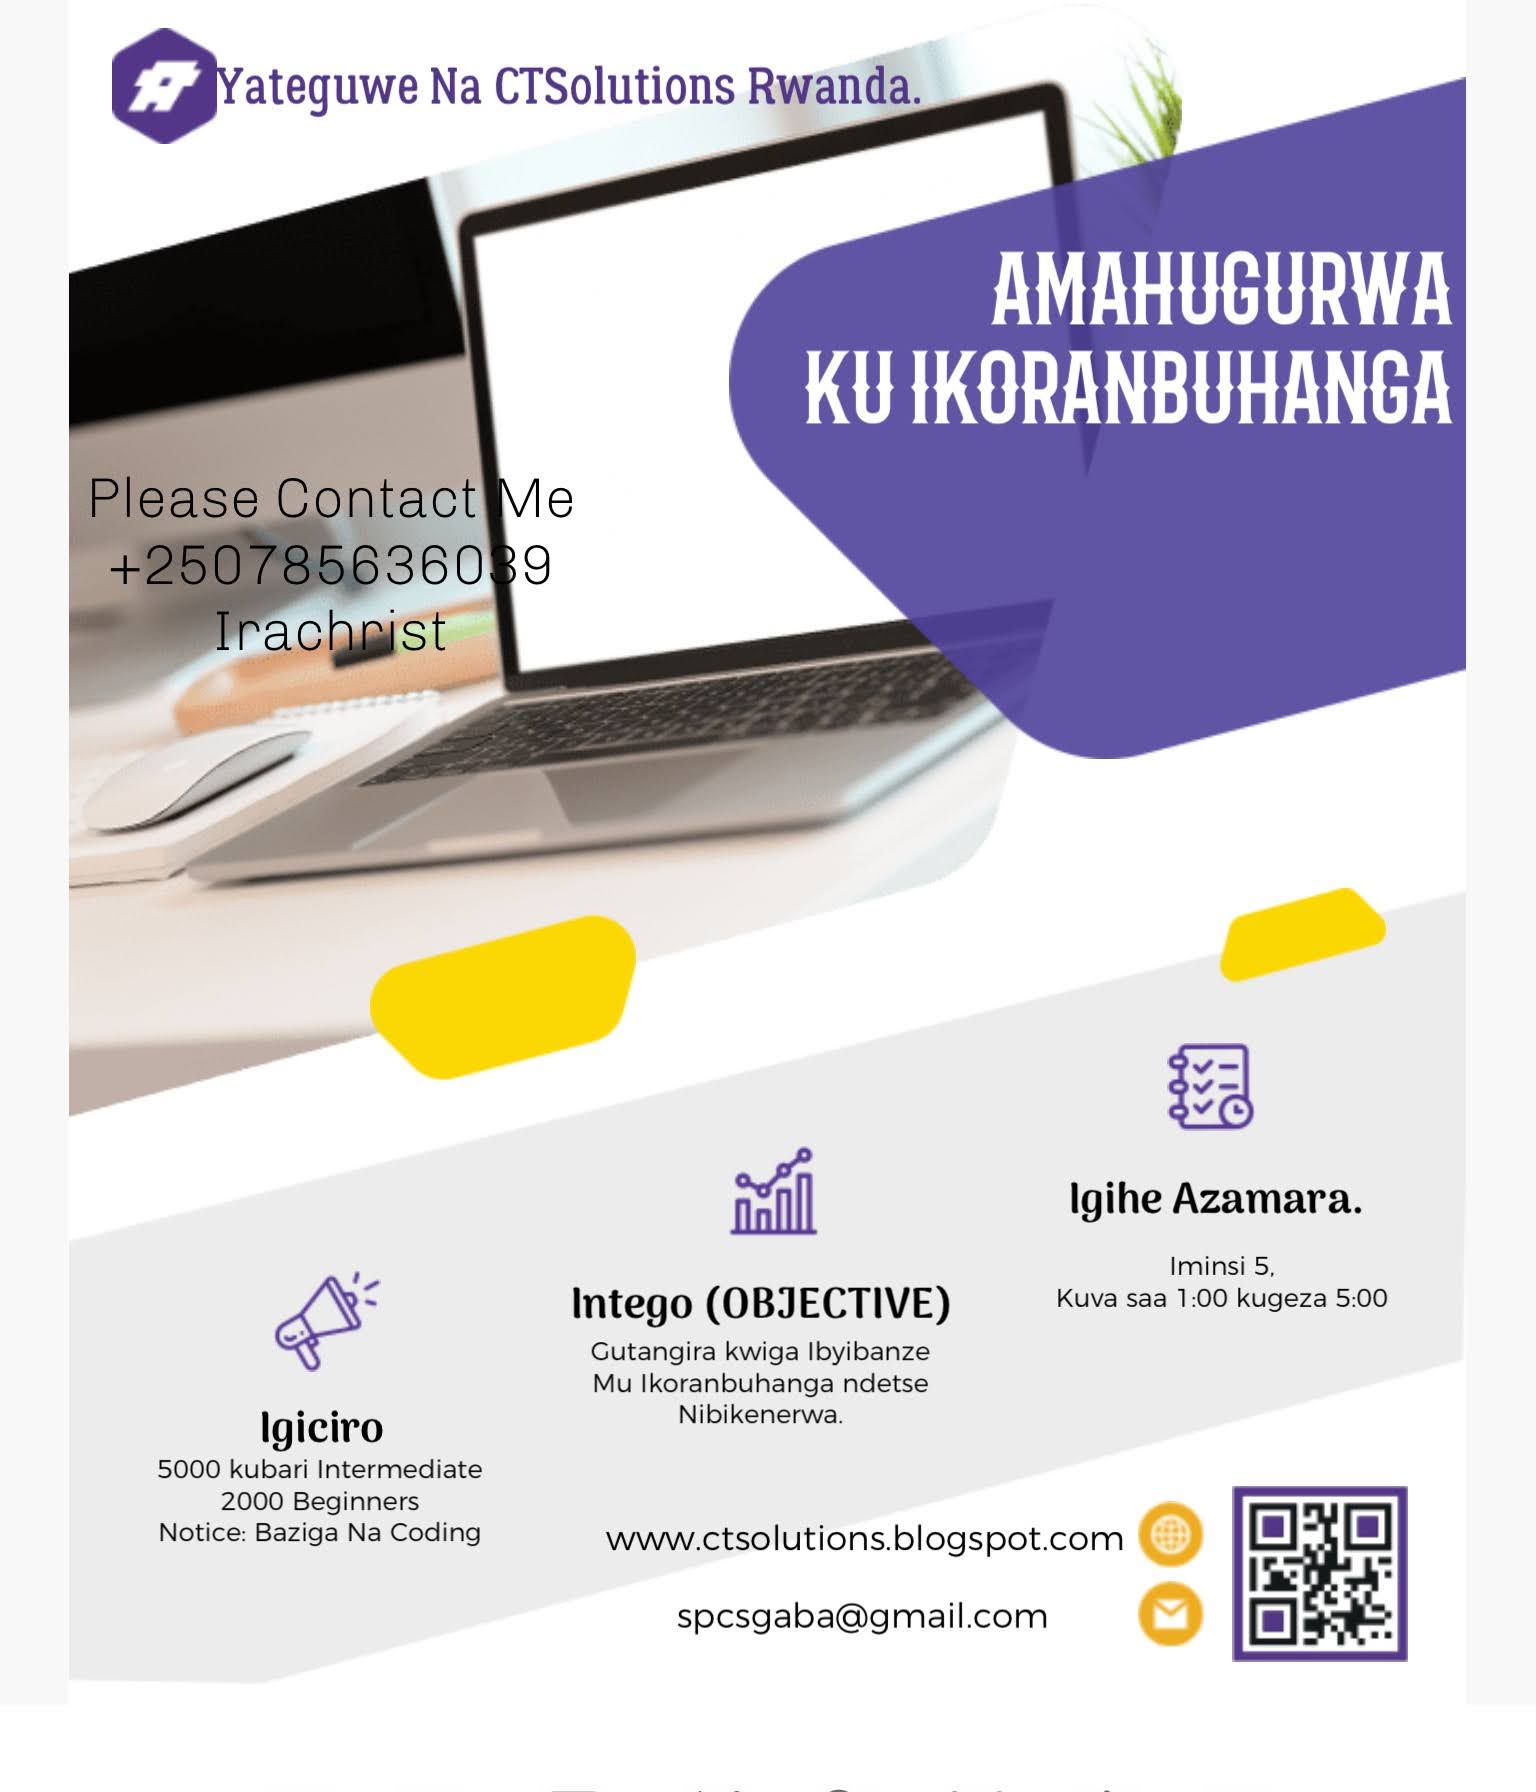 Yateguwe Na CTSolutions Rwanda.
AMAHUGURWA
KU IKORANBUHANGA
Please Contact Me
+250785636039
Irachrist
Igihe Azamara.
Iminsi 5,
Kuva saa 1:00 kugeza 5:00
Intego (OBJECTIVE)
Gutangira kwiga Ibyibanze
Mu Ikoranbuhanga ndetse
Nibikenerwa.
Igiciro
5000 kubari Intermediate
2000 Beginners
Notice: Baziga Na Coding
www.ctsolutions.blogspot.com
spcsgaba@gmail.com